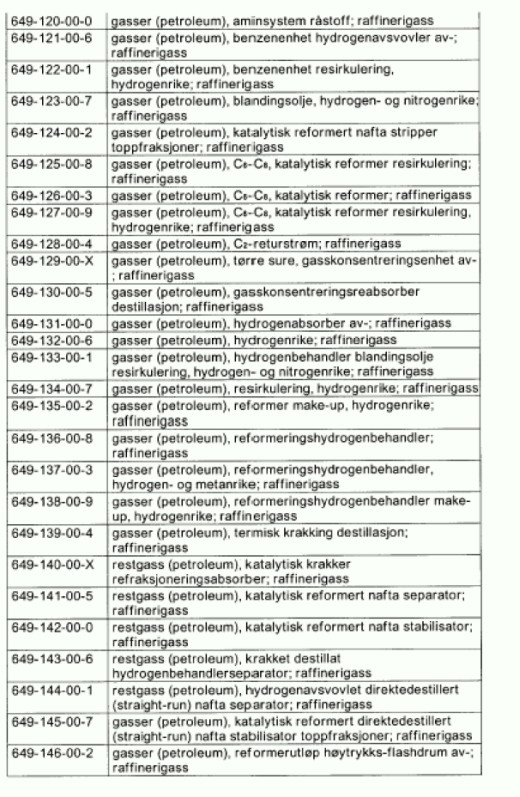 649-120-00-0 gasser (petroleum), aminsystem råstoff; raffinerigass
649-121-00-6 gasser (petroleum), benzenenhet hydrogenavsvovler av-;
raffinerigass
649-122-00-1 gasser (petroleum), benzenenhet resirkulering,
hydrogenrike; raffinerigass
649-123-00-7 gasser (petroleum), blandingsolje, hydrogen- og nitrogenrike;
raffinerigass
649-124-00-2 gasser (petroleum), katalytisk reformert nafta stripper
toppfraksjoner; raffinerigass
649-125-00-8 gasser (petroleum), C₆-C₈, katalytisk reformer resirkulering;
raffinerigass
649-126-00-3 gasser (petroleum), C₆-C₈, katalytisk reformer; raffinerigass
649-127-00-9 gasser (petroleum), C₆-C₈, katalytisk reformer resirkulering,
hydrogenrike; raffinerigass
649-128-00-4 gasser (petroleum), C₂-returstrøm; raffinerigass
649-129-00-X gasser (petroleum), tørre sure, gasskonsentreringsenhet av-
; raffinerigass
649-130-00-5 gasser (petroleum), gasskonsentreringsreabsorber
destillasjon; raffinerigass
649-131-00-0 gasser (petroleum), hydrogenabsorber av-; raffinerigass
649-132-00-6 gasser (petroleum), hydrogenrike; raffinerigass
649-133-00-1 gasser (petroleum), hydrogenbehandler blandingsolje
resirkulering, hydrogen- og nitrogenrike; raffinerigass
649-134-00-7 gasser (petroleum), resirkulering, hydrogenrike; raffinerigass
649-135-00-2 gasser (petroleum), reformer make-up, hydrogenrike;
raffinerigass
649-136-00-8 gasser (petroleum), reformeringshydrogenbehandler;
raffinerigass
649-137-00-3 gasser (petroleum), reformeringshydrogenbehandler,
hydrogen- og metanrike; raffinerigass
649-138-00-9 gasser (petroleum), reformeringshydrogenbehandler make-
up, hydrogenrike; raffinerigass
649-139-00-4 gasser (petroleum), termisk krakking destillasjon;
raffinerigass
649-140-00-X restgass (petroleum), katalytisk krakker
refraksjoneringsabsorber; raffinerigass
649-141-00-5 restgass (petroleum), katalytisk reformert nafta separator;
raffinerigass
649-142-00-0 restgass (petroleum), katalytisk reformert nafta stabilisator;
raffinerigass
649-143-00-6 restgass (petroleum), krakket destillat
hydrogenbehandlerseparator; raffinerigass
649-144-00-1 restgass (petroleum), hydrogenavsvovlet direktedestillert
(straight-run) nafta separator; raffinerigass
649-145-00-7 gasser (petroleum), katalytisk reformert direktedestillert
(straight-run) nafta stabilisator toppfraksjoner; raffinerigass
649-146-00-2 gasser (petroleum), reformerutløp høytrykks-flashdrum av-;
raffinerigass